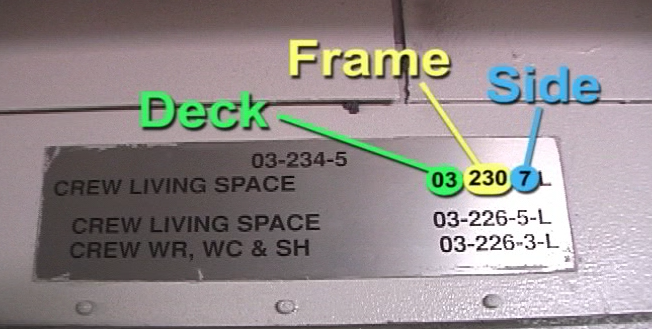 Frame
Side
Deck
03-234-5
CREW LIVING SPACE 03 230 7 L
CREW LIVING SPACE 03-226-5-L
CREW WR, WC & SH 03-226-3-L